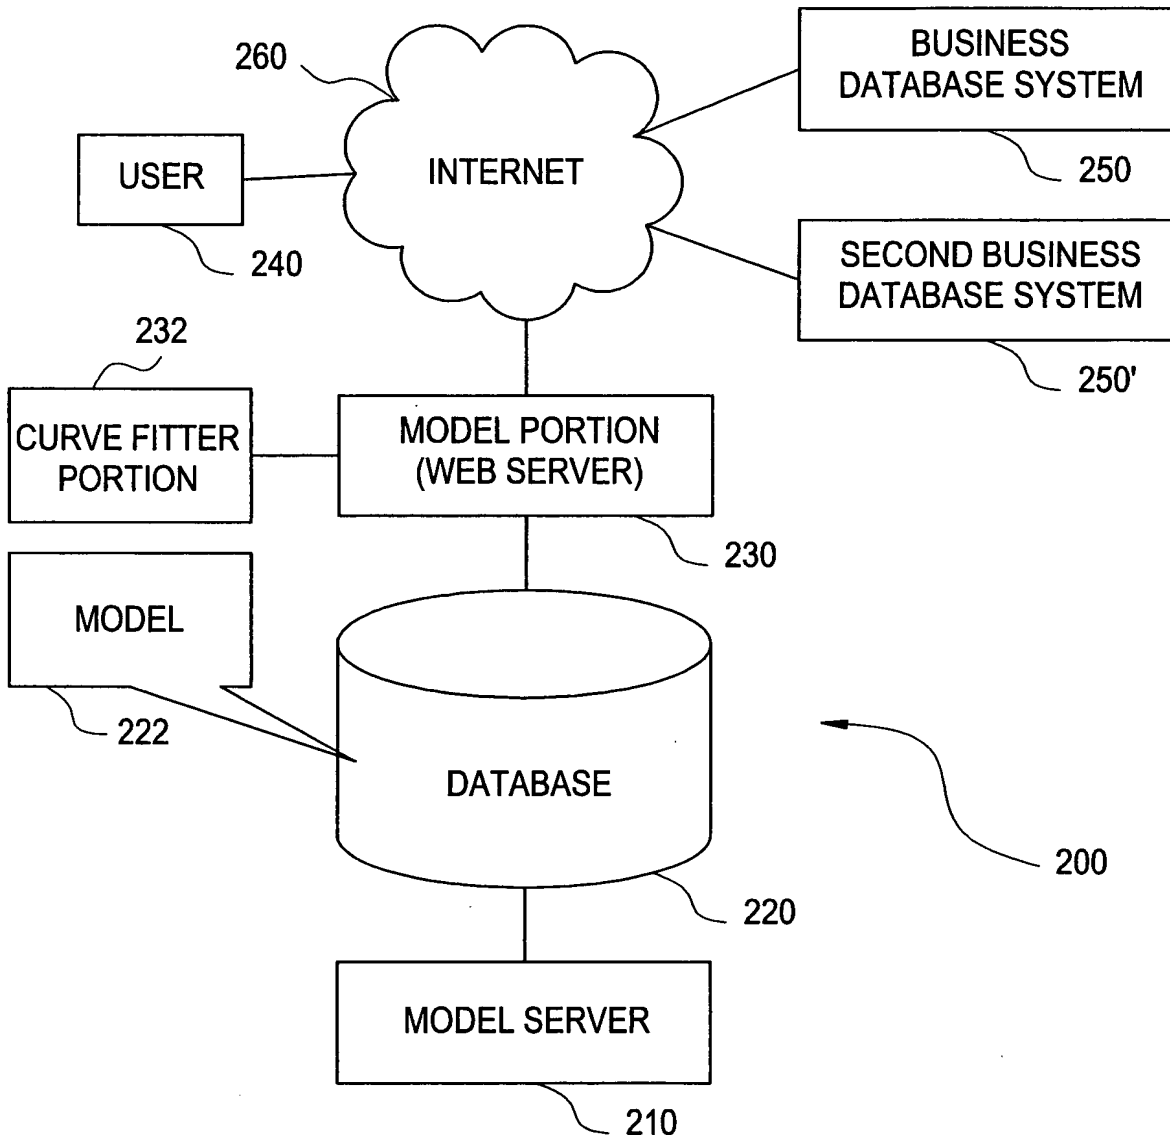 260
BUSINESS
DATABASE SYSTEM
250
USER
240
INTERNET
SECOND BUSINESS
DATABASE SYSTEM
250'
232
CURVE FITTER
PORTION
MODEL PORTION
(WEB SERVER)
230
MODEL
222
DATABASE
220
200
MODEL SERVER
210